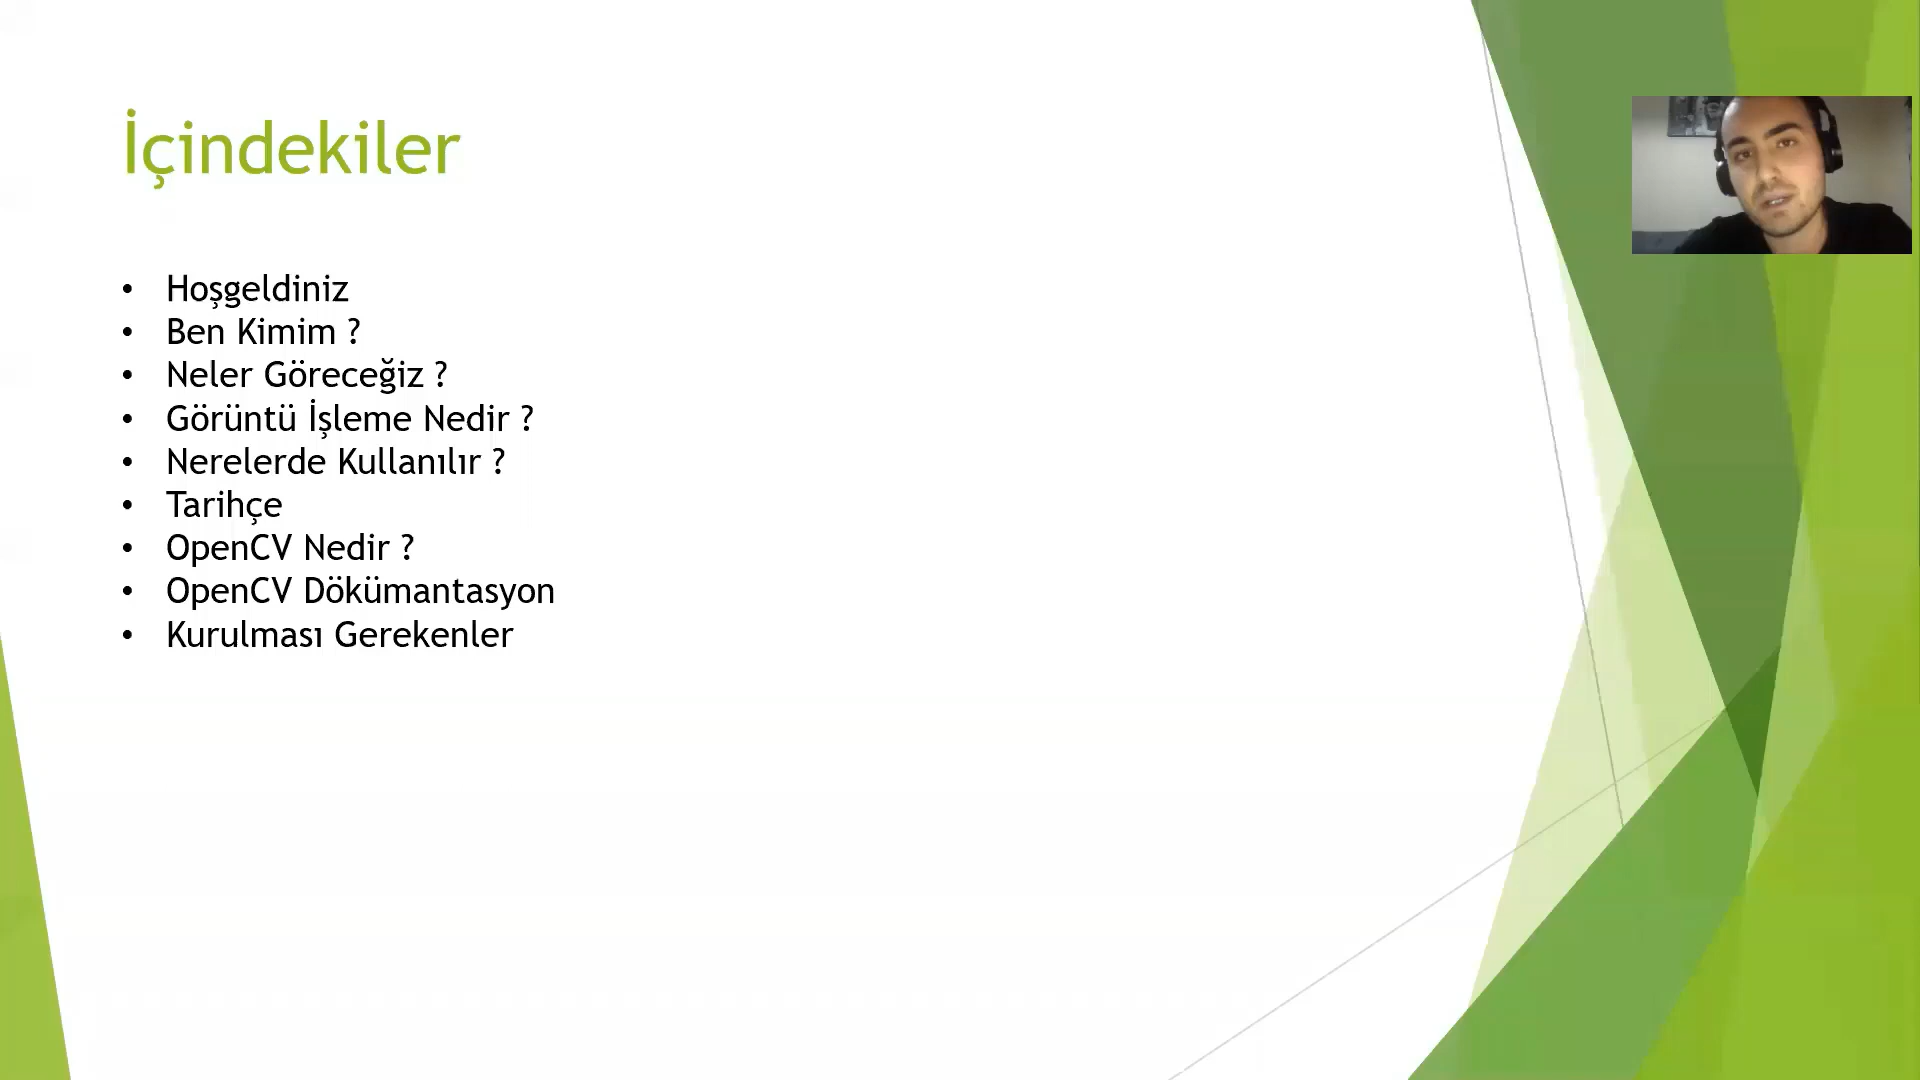 İçindekiler
• Hoşgeldiniz
• Ben Kimim ?
• Neler Göreceğiz ?
• Görüntü İşleme Nedir ?
• Nerelerde Kullanılır ?
• Tarihçe
• OpenCV Nedir ?
• OpenCV Dökümantasyon
• Kurulması Gerekenler